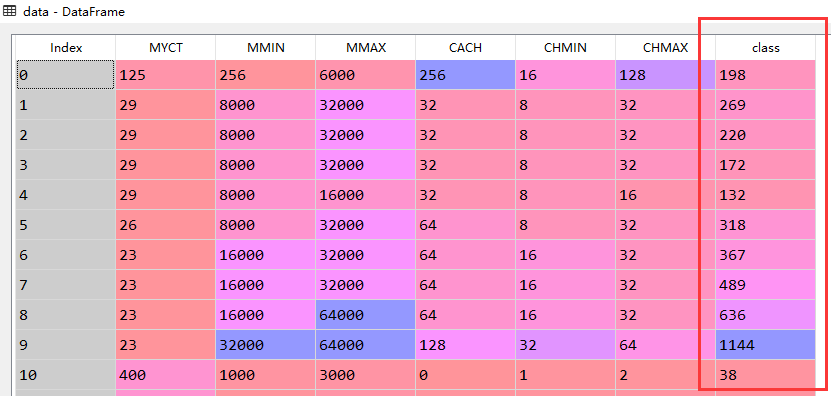 data - DataFrame
Index MYCT MMIN MMAX CACH CHMIN CHMAX class
0 125 256 6000 256 16 128 198
1 29 8000 32000 32 8 32 269
2 29 8000 32000 32 8 32 220
3 29 8000 32000 32 8 32 172
4 29 8000 16000 32 8 16 132
5 26 8000 32000 64 8 32 318
6 23 16000 32000 64 16 32 367
7 23 16000 32000 64 16 32 489
8 23 16000 64000 64 16 32 636
9 23 32000 64000 128 32 64 1144
10 400 1000 3000 0 1 2 38